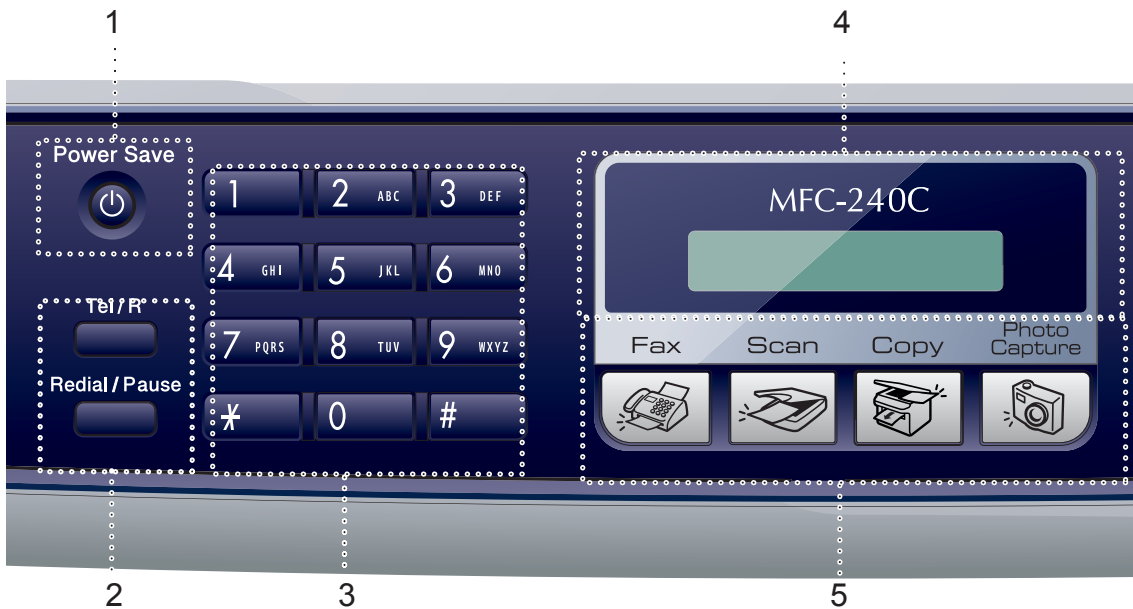 1
4
Power Save
1
2 ABC
3 DEF
MFC-240C
4 GHI
5 JKL
6 MNO
Tel/R
7 PQRS
8 TUV
9 WXYZ
Fax
Scan
Copy
Photo
Capture
Redial/Pause
*
0
#
2
3
5